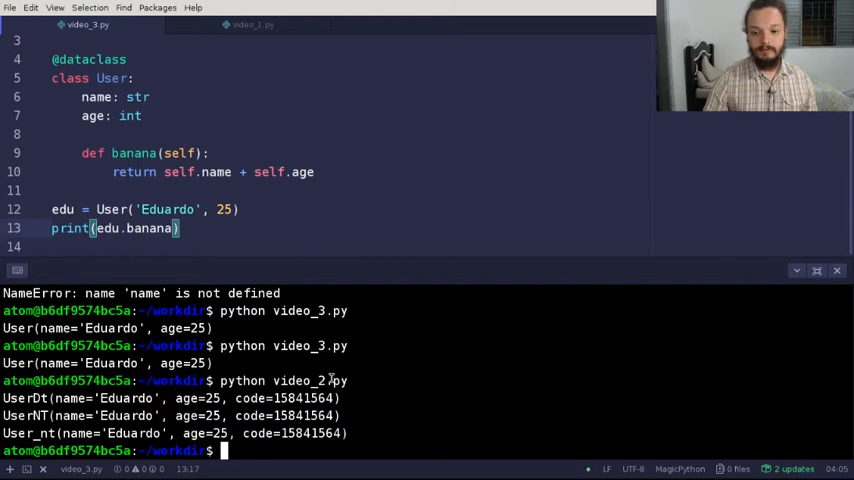 File Edit View Selection Find Packages Help
video_3.py video_1.py
3
4 @dataclass
5 class User:
6 name: str
7 age: int
8
9 def banana(self):
10 return self.name + self.age
11
12 edu = User('Eduardo', 25)
13 print(edu.banana)
14
NameError: name 'name' is not defined
atom@b6df9574bc5a:~/workdir$ python video_3.py
User(name='Eduardo', age=25)
atom@b6df9574bc5a:~/workdir$ python video_3.py
User(name='Eduardo', age=25)
atom@b6df9574bc5a:~/workdir$ python video_2.py
UserDt(name='Eduardo', age=25, code=15841564)
UserNT(name='Eduardo', age=25, code=15841564)
User_nt(name='Eduardo', age=25, code=15841564)
atom@b6df9574bc5a:~/workdir$
video_3.py 0 0 0 13:17 LF UTF-8 MagicPython 0 files 2 updates 04:05